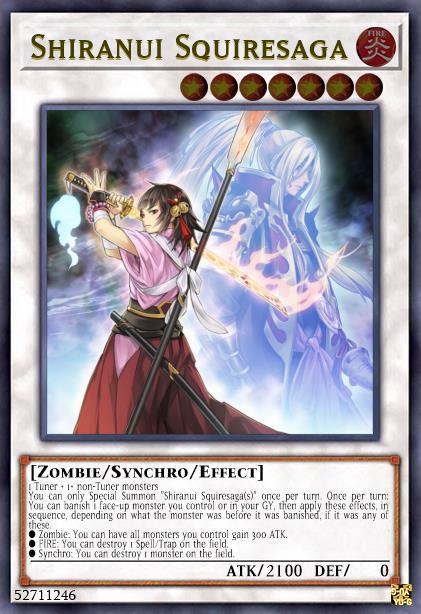 SHIRANUI SQUIRESAGA
FIRE
炎
[ZOMBIE/SYNCHRO/EFFECT]
1 Tuner + 1+ non-Tuner monsters
You can only Special Summon "Shiranui Squiresaga(s)" once per turn. Once per turn:
You can banish 1 face-up monster you control or in your GY, then apply these effects, in
sequence, depending on what the monster was before it was banished, if it was any of
these.
● Zombie: You can have all monsters you control gain 300 ATK.
● FIRE: You can destroy 1 Spell/Trap on the field.
● Synchro: You can destroy 1 monster on the field.
ATK/2100 DEF/ 0
52711246